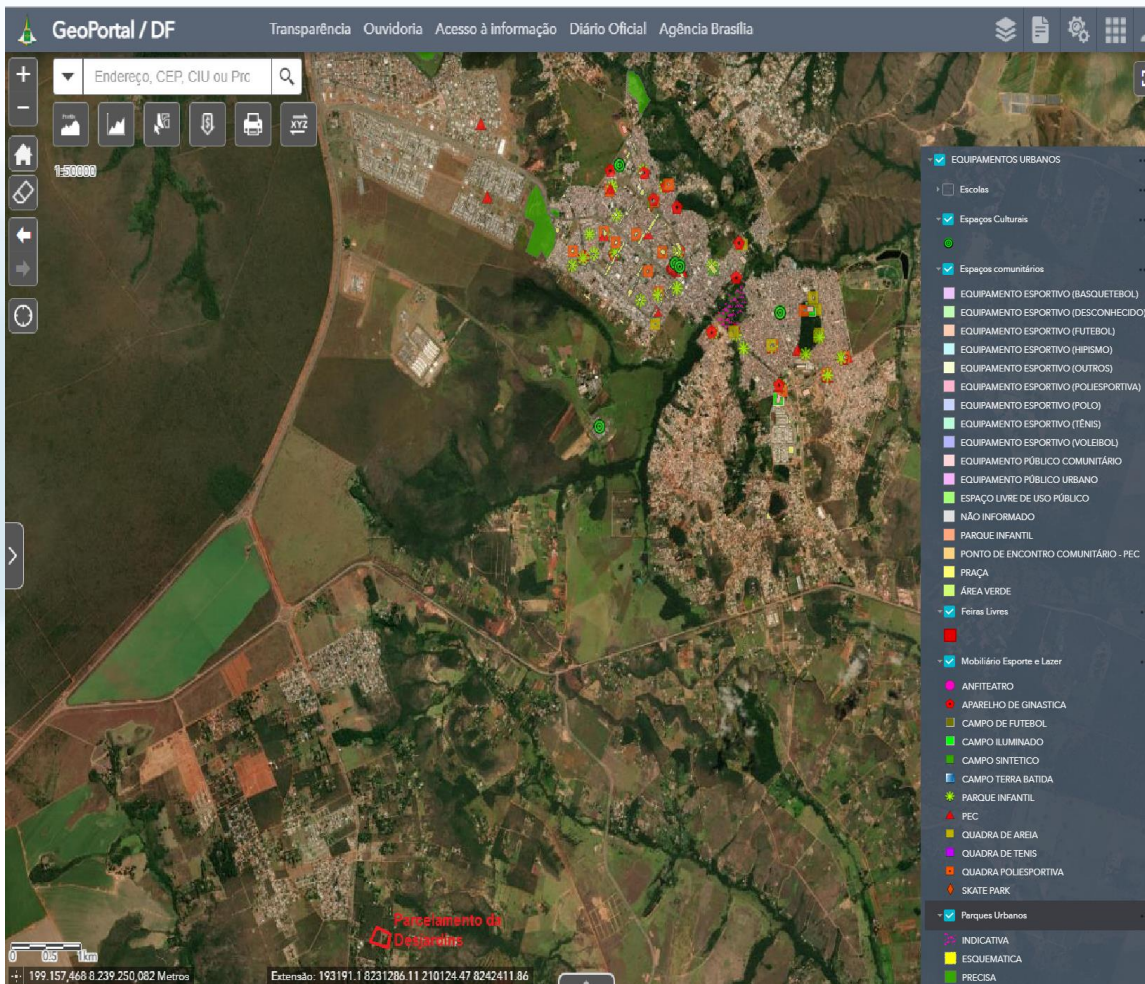 GeoPortal / DF
Transparência Ouvidoria Acesso à informação Diário Oficial Agência Brasília
Endereço, CEP, CIU ou Prc
XYZ
1:50000
EQUIPAMENTOS URBANOS
Escolas
Espaços Culturais
Espaços comunitários
EQUIPAMENTO ESPORTIVO (BASQUETEBOL)
EQUIPAMENTO ESPORTIVO (DESCONHECIDO)
EQUIPAMENTO ESPORTIVO (FUTEBOL)
EQUIPAMENTO ESPORTIVO (HIPISMO)
EQUIPAMENTO ESPORTIVO (OUTROS)
EQUIPAMENTO ESPORTIVO (POLIESPORTIVA)
EQUIPAMENTO ESPORTIVO (POLO)
EQUIPAMENTO ESPORTIVO (TÊNIS)
EQUIPAMENTO ESPORTIVO (VOLEIBOL)
EQUIPAMENTO PÚBLICO COMUNITÁRIO
EQUIPAMENTO PÚBLICO URBANO
ESPAÇO LIVRE DE USO PÚBLICO
NÃO INFORMADO
PARQUE INFANTIL
PONTO DE ENCONTRO COMUNITÁRIO - PEC
PRAÇA
ÁREA VERDE
Feiras Livres
Mobiliário Esporte e Lazer
ANFITEATRO
APARELHO DE GINASTICA
CAMPO DE FUTEBOL
CAMPO ILUMINADO
CAMPO SINTETICO
CAMPO TERRA BATIDA
PARQUE INFANTIL
PEC
QUADRA DE AREIA
QUADRA DE TENIS
QUADRA POLIESPORTIVA
SKATE PARK
Parques Urbanos
INDICATIVA
ESQUEMATICA
PRECISA
Parcelamento da
Desjardins
0 0.5 1km
199.157,468 8.239.250,082 Metros
Extensão: 193191.1 8231286.11 210124.47 8242411.86